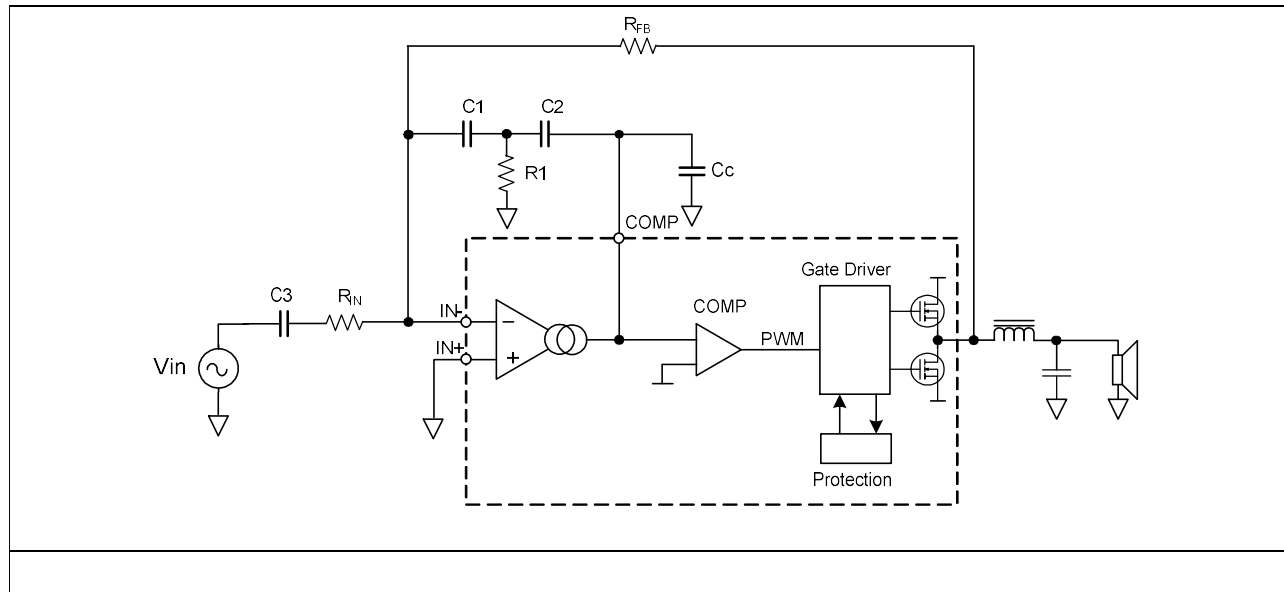 RFB
C1
C2
R1
Cc
COMP
Gate Driver
C3
RIN
IN-
COMP
Vin
IN+
PWM
−
+
Protection